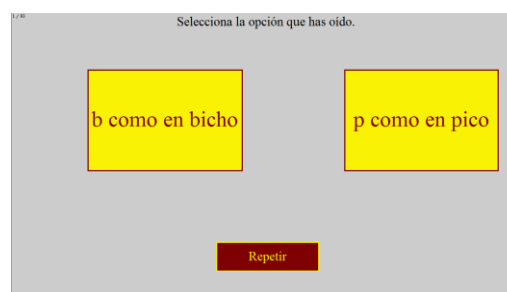 Selecciona la opción que has oído.
b como en bicho
p como en pico
Repetir